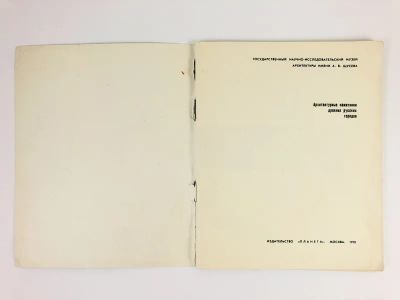 ГОСУДАРСТВЕННЫЙ НАУЧНО-ИССЛЕДОВАТЕЛЬСКИЙ МУЗЕЙ
АРХИТЕКТУРЫ ИМЕНИ А. В. ЩУСЕВА
Архитектурные памятники
древних русских
городов
ИЗДАТЕЛЬСТВО «ПЛАНЕТА» МОСКВА,